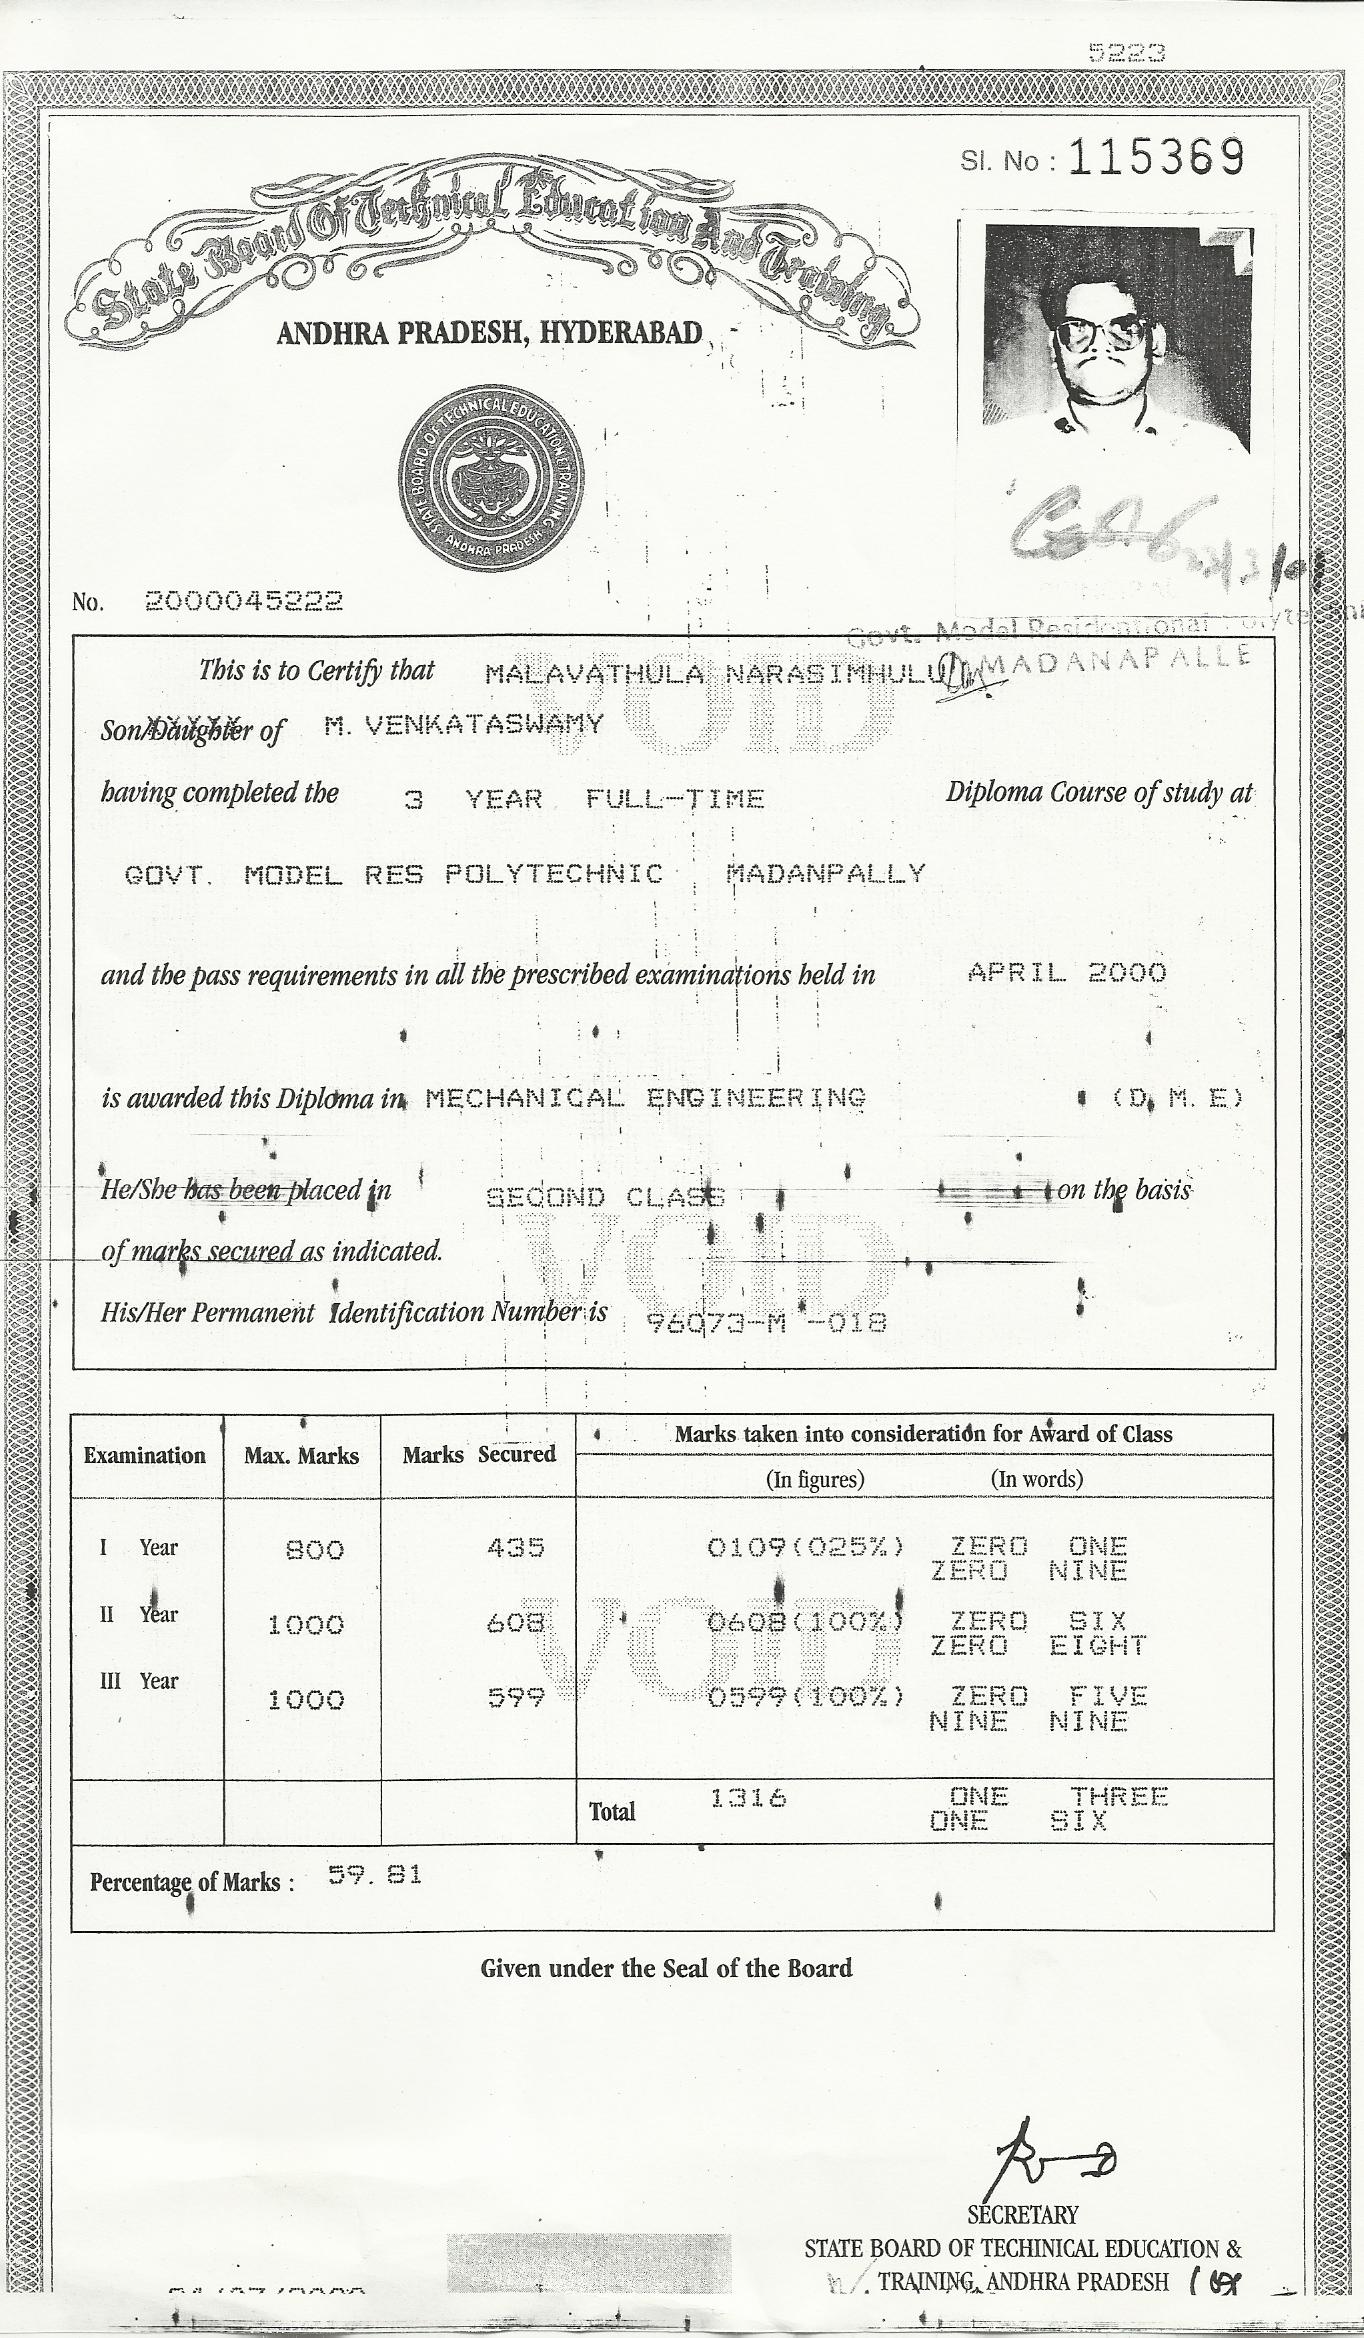 5223
Sl. No : 115369
State Board Of Technical Education And Training
ANDHRA PRADESH, HYDERABAD
STATE BOARD OF TECHNICAL EDUCATION & TRAINING
ANDHRA PRADESH
No. 2000045222
Govt. Model Residentional Polytechni
MADANAPALLE
This is to Certify that MALAVATHULA NARASIMHULU
Son/Daughter of M. VENKATASWAMY
having completed the 3 YEAR FULL-TIME Diploma Course of study at
GOVT. MODEL RES POLYTECHNIC MADANPALLY
and the pass requirements in all the prescribed examinations held in APRIL 2000
is awarded this Diploma in MECHANICAL ENGINEERING (D. M. E)
He/She has been placed in SECOND CLASS on the basis
of marks secured as indicated.
His/Her Permanent Identification Number is 96073-M -018
VOID
VOID
VOID
Examination Max. Marks Marks Secured Marks taken into consideration for Award of Class
(In figures) (In words)
I Year 800 435 0109(025%) ZERO ONE
ZERO NINE
II Year 1000 608 0608(100%) ZERO SIX
ZERO EIGHT
III Year 1000 599 0599(100%) ZERO FIVE
NINE NINE
Total 1316 ONE THREE
ONE SIX
Percentage of Marks : 59.81
Given under the Seal of the Board
SECRETARY
STATE BOARD OF TECHINICAL EDUCATION &
TRAINING, ANDHRA PRADESH